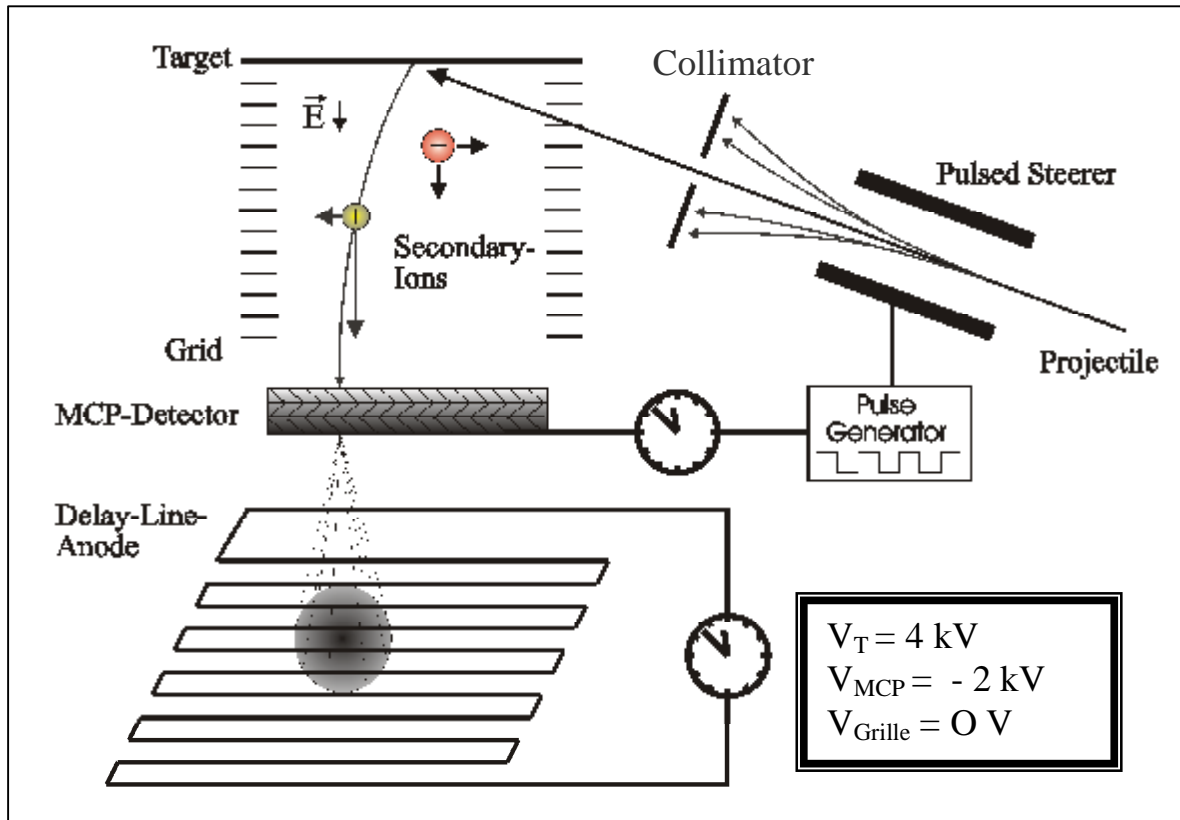 Target
Collimator
E
Pulsed Steerer
Secondary-
Ions
Grid
Projectile
MCP-Detector
Pulse
Generator
Delay-Line-
Anode
V_T = 4 kV
V_MCP = - 2 kV
V_Grille = O V